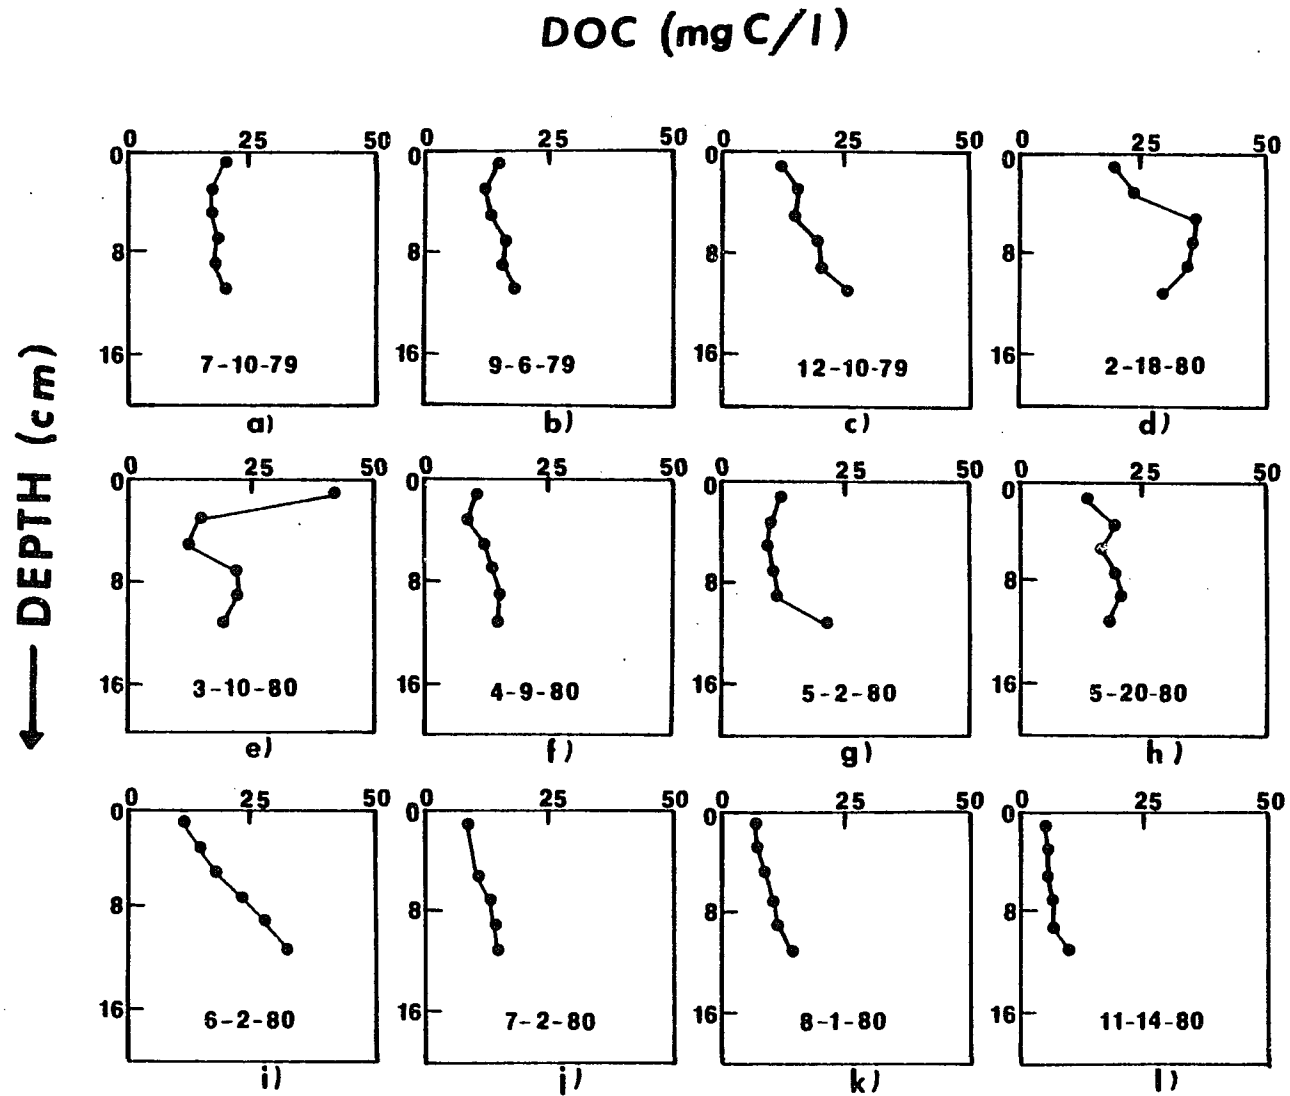 DOC (mg C/l)
0 25 50 0 25 50 0 25 50 0 25 50
0 0 0 0
8 8 8 8
16 16 16 16
7-10-79 9-6-79 12-10-79 2-18-80
a) b) c) d)
0 25 50 0 25 50 0 25 50 0 25 50
0 0 0 0
8 8 8 8
16 16 16 16
3-10-80 4-9-80 5-2-80 5-20-80
e) f) g) h)
0 25 50 0 25 50 0 25 50 0 25 50
0 0 0 0
8 8 8 8
16 16 16 16
6-2-80 7-2-80 8-1-80 11-14-80
i) j) k) l)
DEPTH (cm)